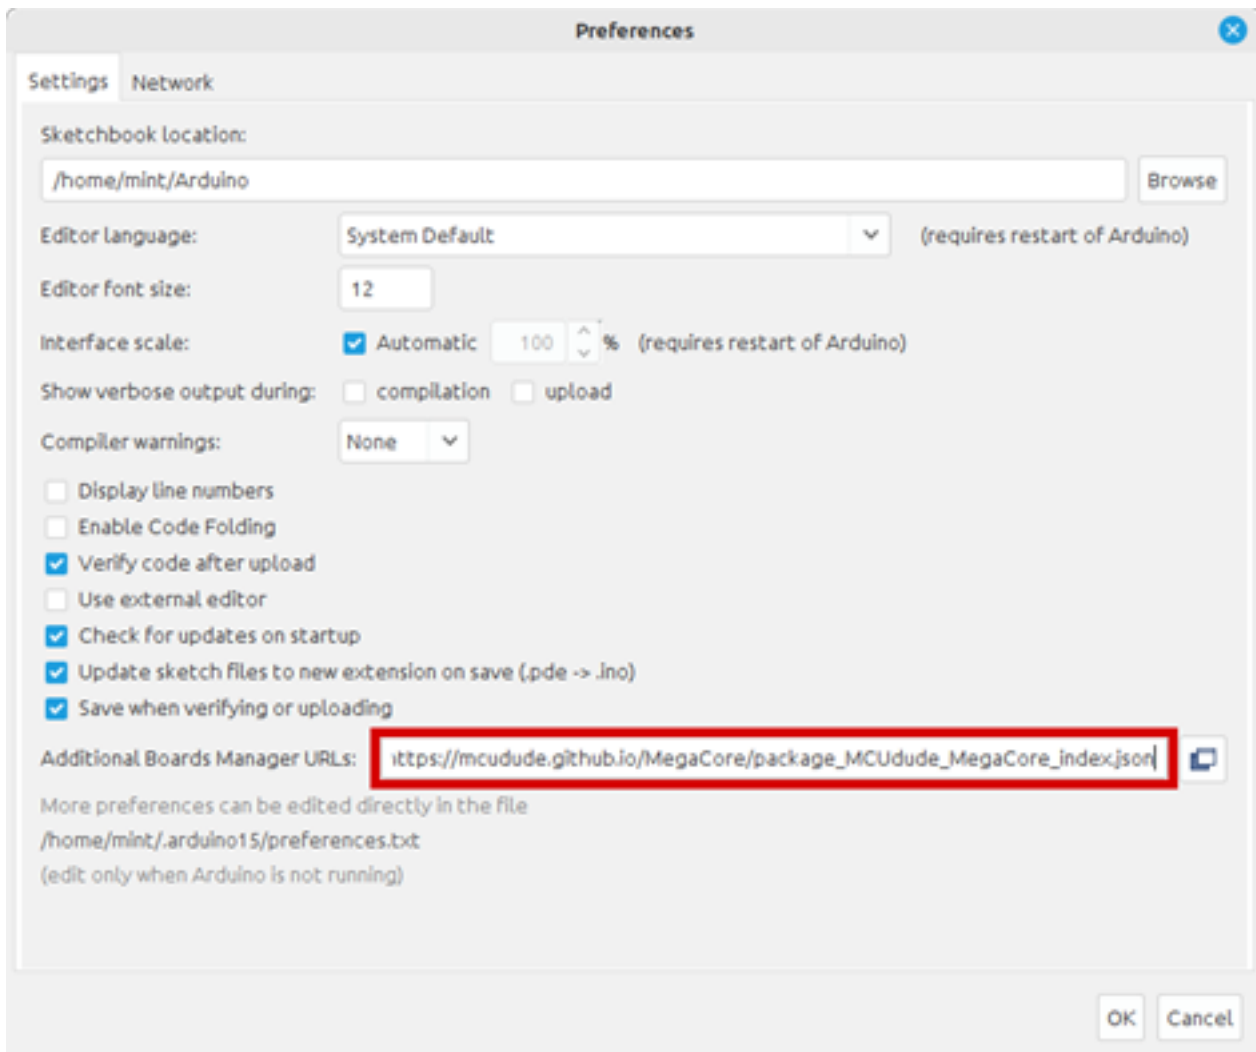 Preferences
Settings Network
Sketchbook location:
/home/mint/Arduino Browse
Editor language: System Default (requires restart of Arduino)
Editor font size: 12
Interface scale: Automatic 100 % (requires restart of Arduino)
Show verbose output during: compilation upload
Compiler warnings: None
Display line numbers
Enable Code Folding
Verify code after upload
Use external editor
Check for updates on startup
Update sketch files to new extension on save (.pde -> .ino)
Save when verifying or uploading
Additional Boards Manager URLs: ttps://mcudude.github.io/MegaCore/package_MCUdude_MegaCore_index.json
More preferences can be edited directly in the file
/home/mint/.arduino15/preferences.txt
(edit only when Arduino is not running)
OK Cancel